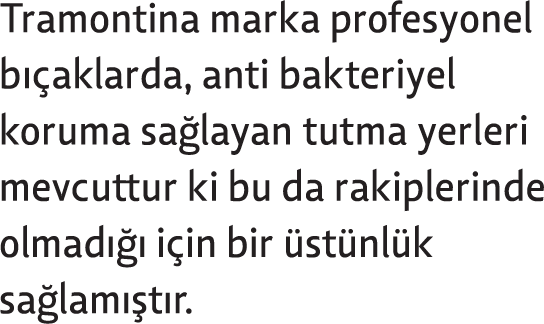 Tramontina marka profesyonel
bıçaklarda, anti bakteriyel
koruma sağlayan tutma yerleri
mevcuttur ki bu da rakiplerinde
olmadığı için bir üstünlük
sağlamıştır.